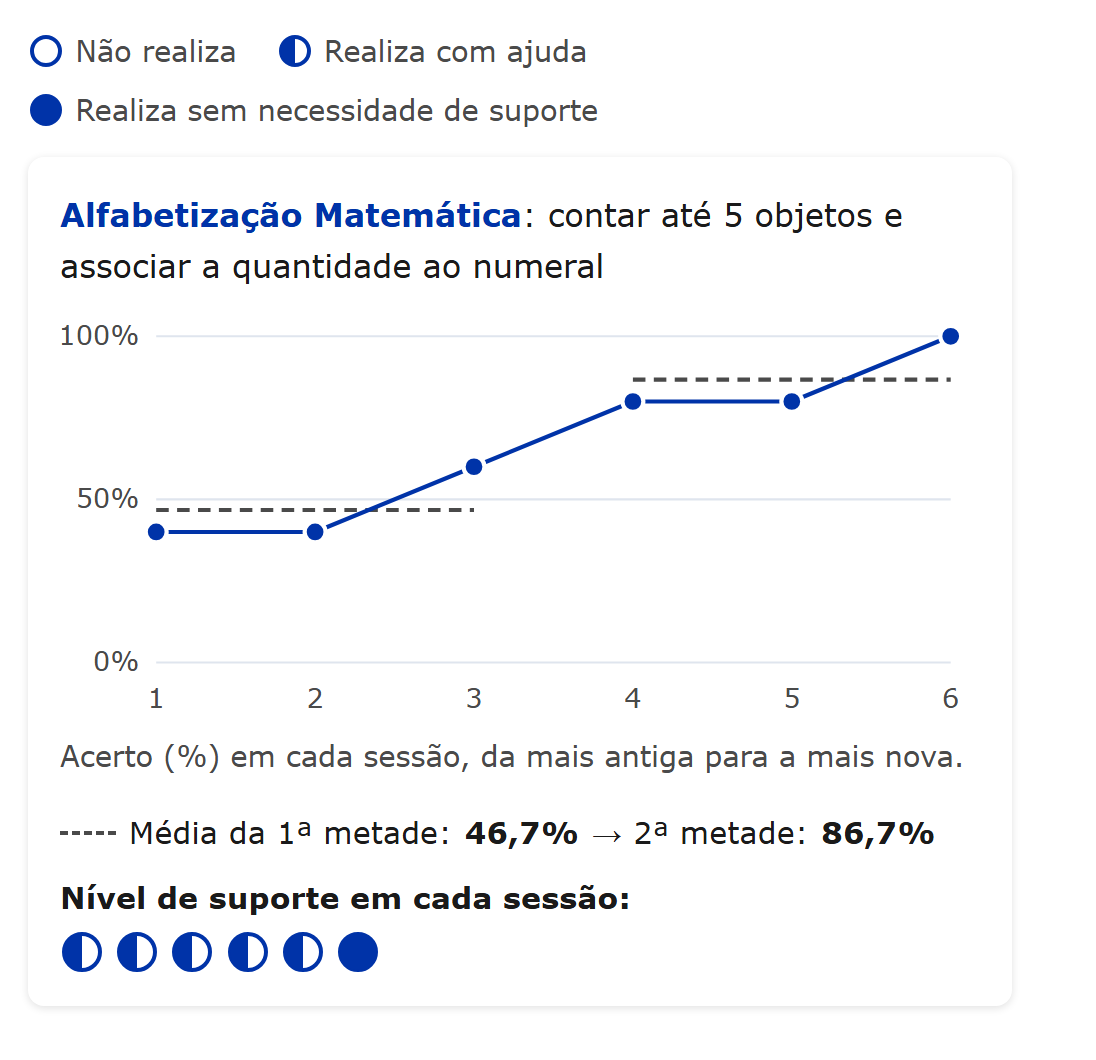 Não realiza Realiza com ajuda
Realiza sem necessidade de suporte
Alfabetização Matemática: contar até 5 objetos e
associar a quantidade ao numeral
100%
50%
0%
1 2 3 4 5 6
Acerto (%) em cada sessão, da mais antiga para a mais nova.
Média da 1ª metade: 46,7% → 2ª metade: 86,7%
Nível de suporte em cada sessão: